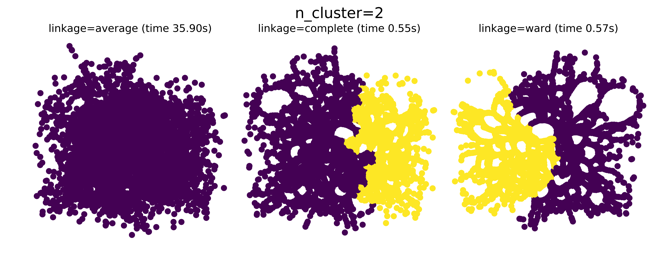 n_cluster=2
linkage=average (time 35.90s)
linkage=complete (time 0.55s)
linkage=ward (time 0.57s)